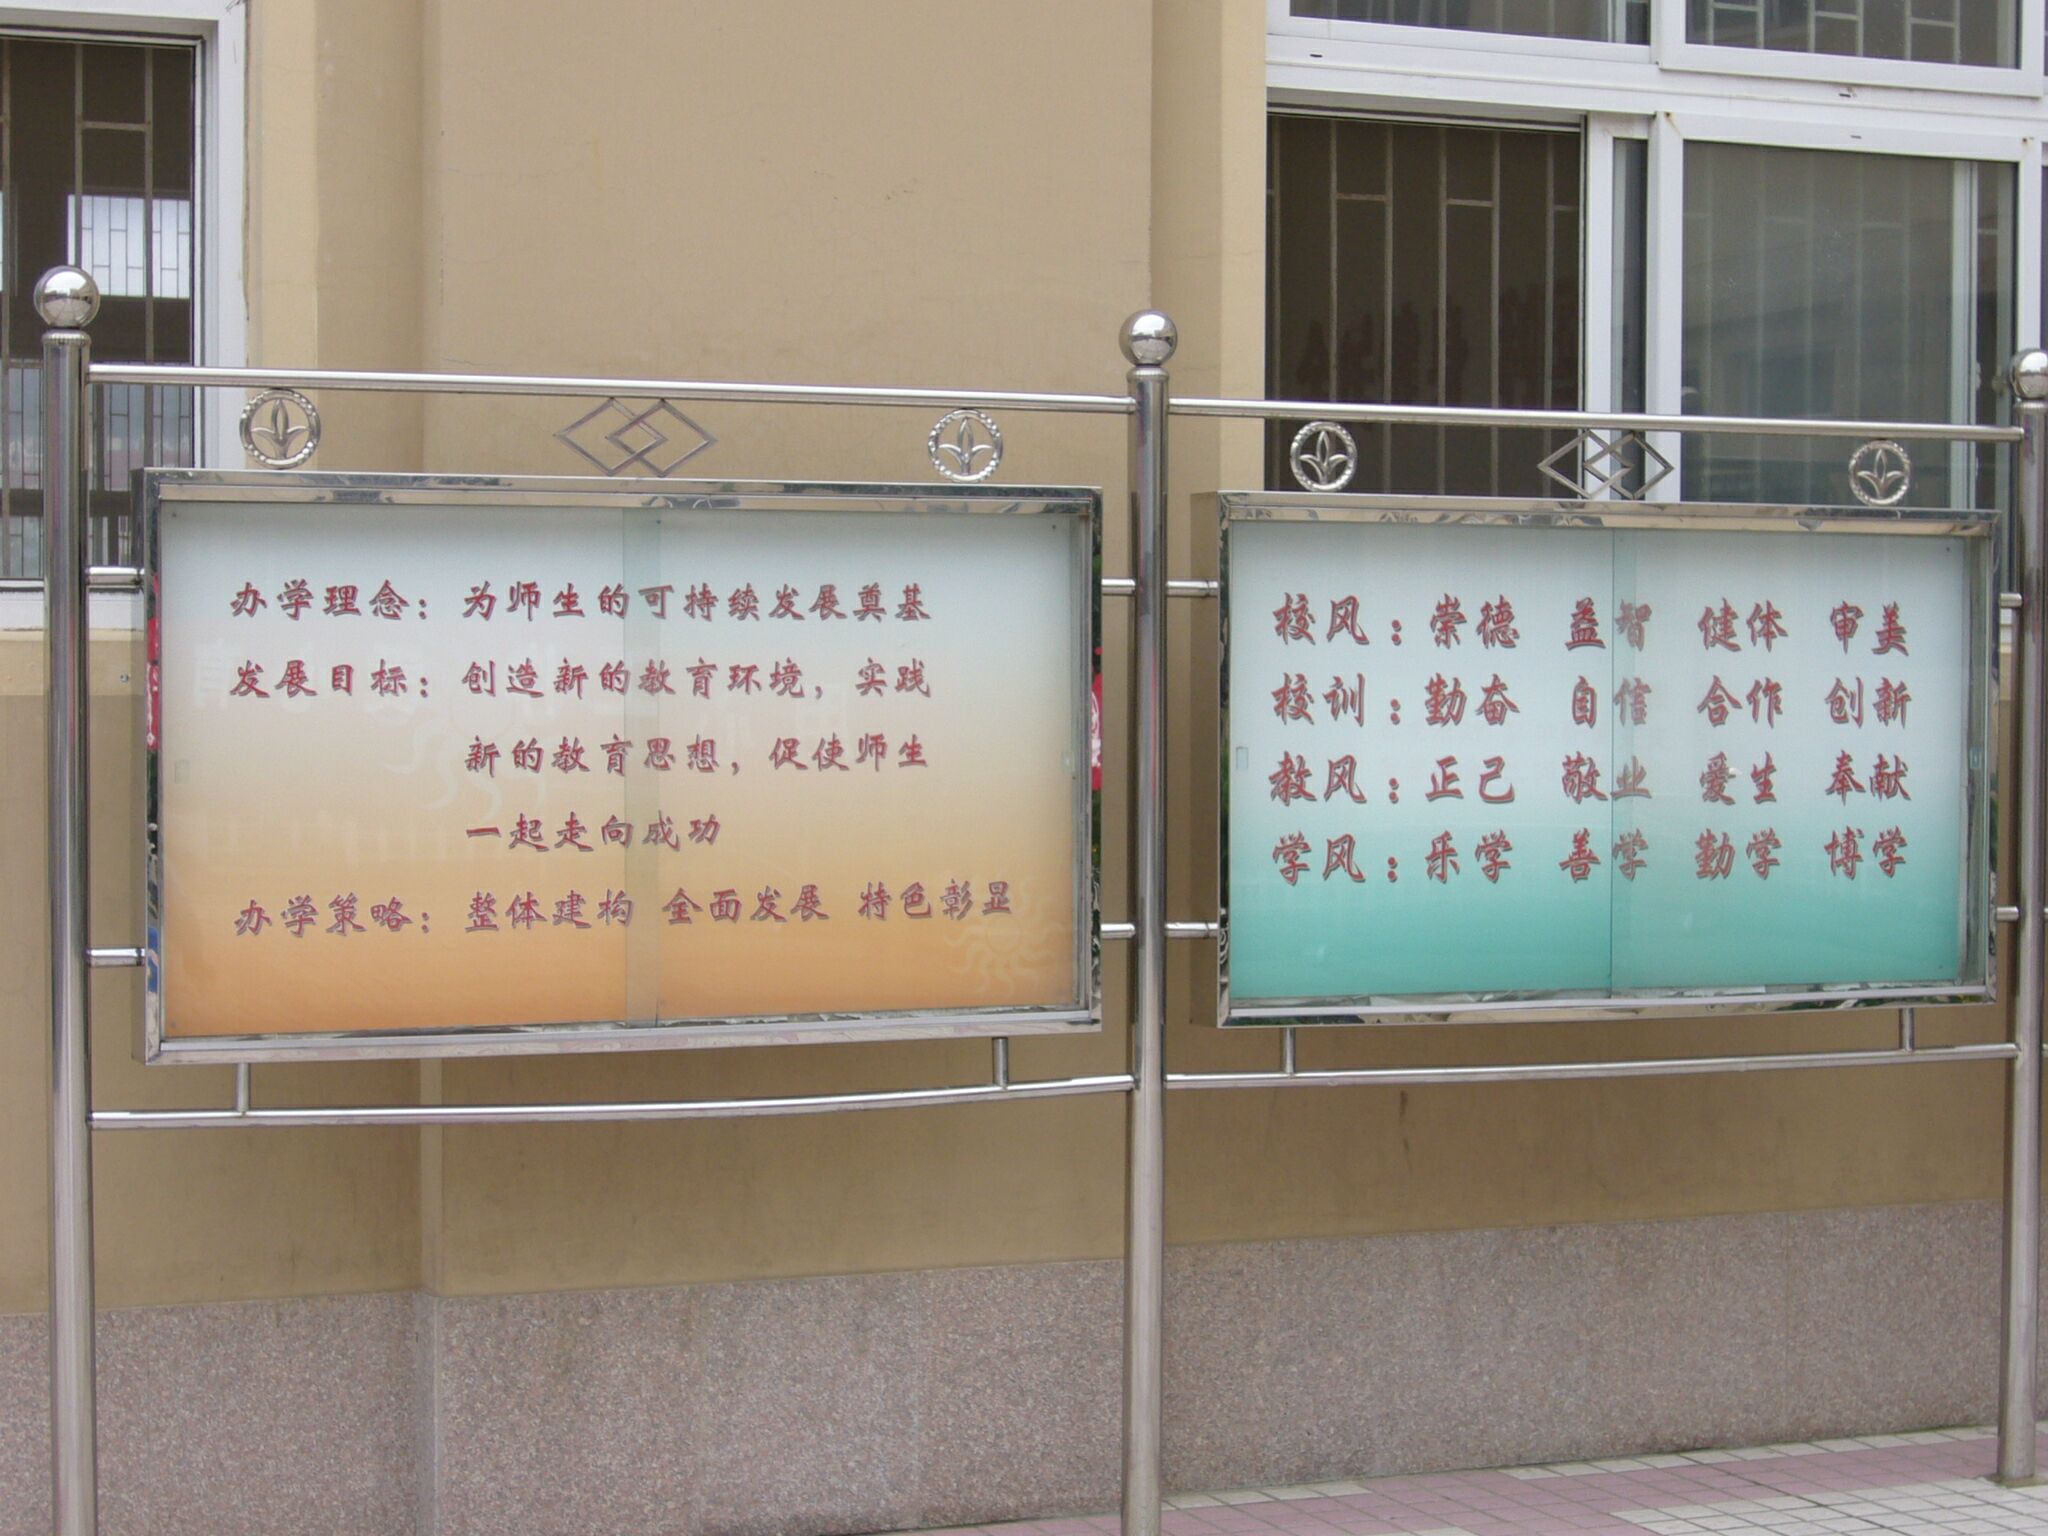 办学理念：为师生的可持续发展奠基
发展目标：创造新的教育环境，实践
新的教育思想，促使师生
一起走向成功
办学策略：整体建构 全面发展 特色彰显
校风：崇德 益智 健体 审美
校训：勤奋 自信 合作 创新
教风：正己 敬业 爱生 奉献
学风：乐学 善学 勤学 博学